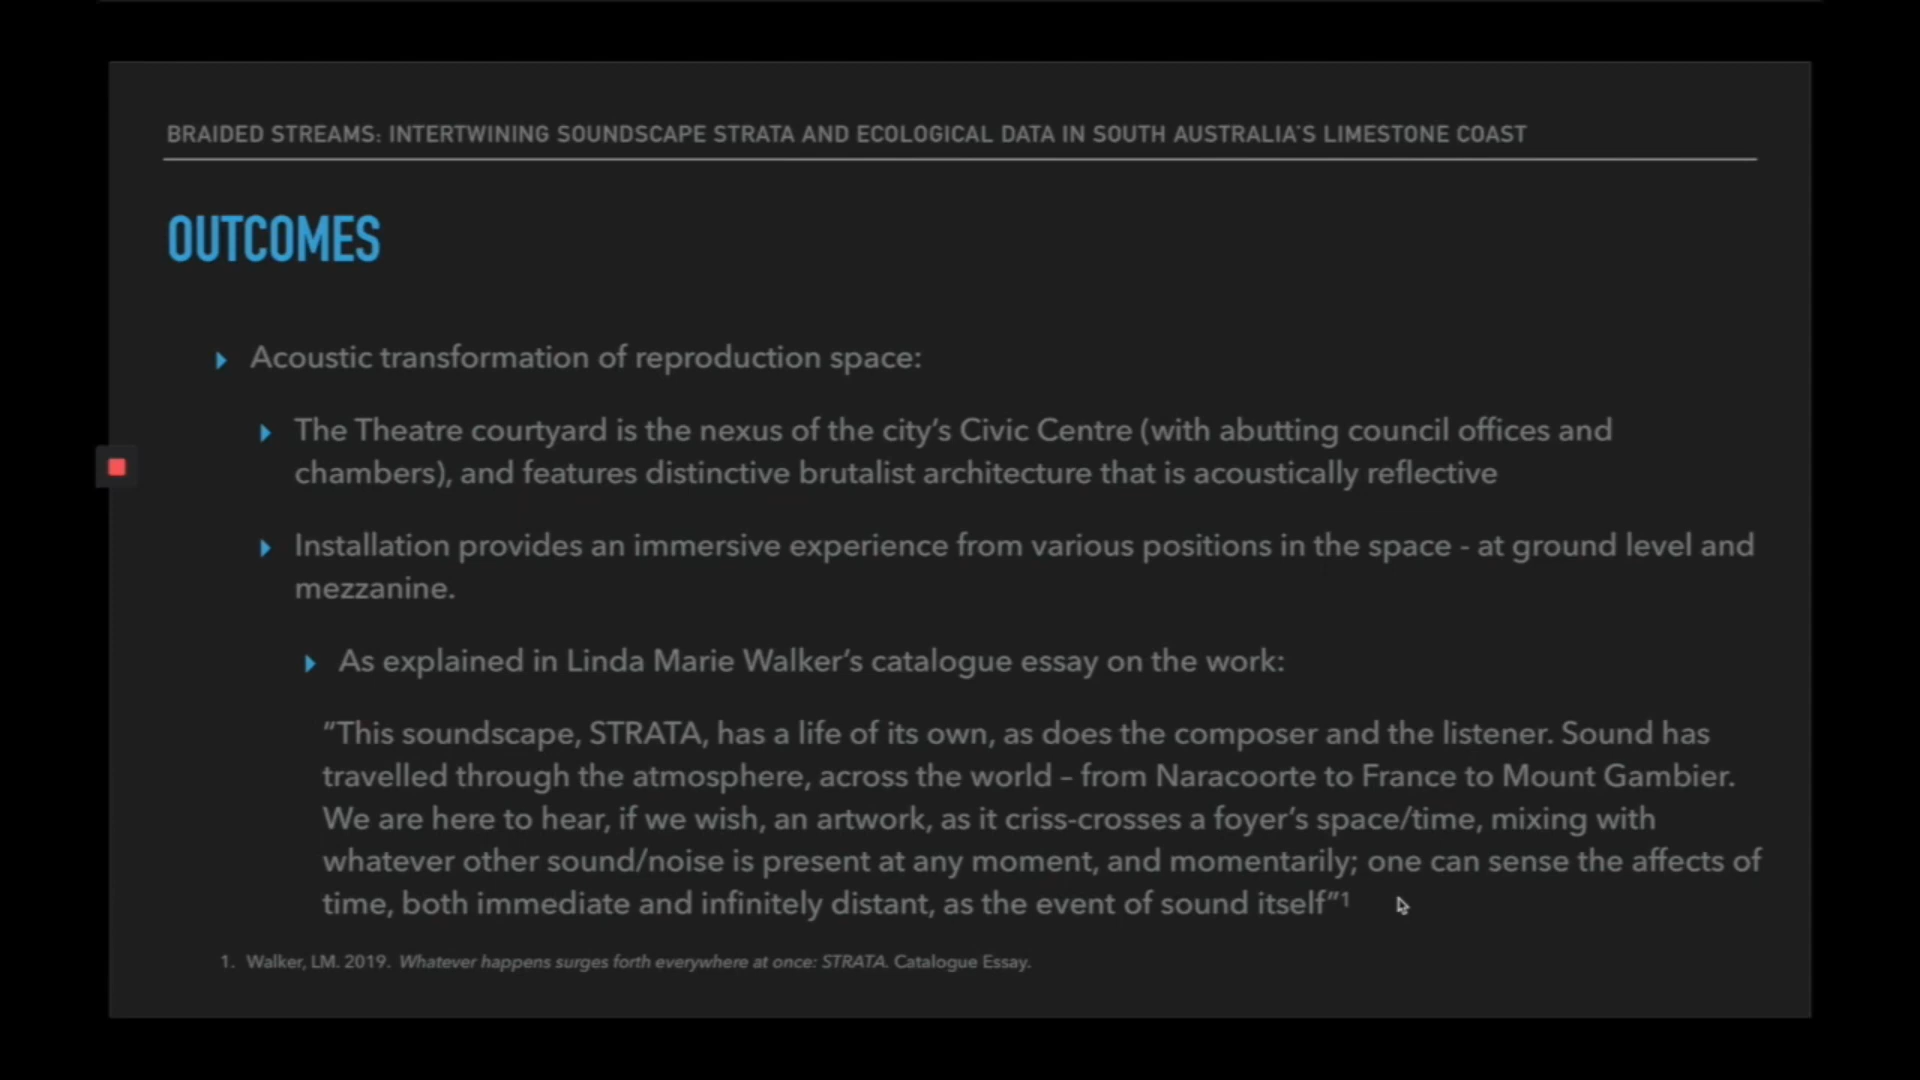 BRAIDED STREAMS: INTERTWINING SOUNDSCAPE STRATA AND ECOLOGICAL DATA IN SOUTH AUSTRALIA'S LIMESTONE COAST
OUTCOMES
Acoustic transformation of reproduction space:
The Theatre courtyard is the nexus of the city's Civic Centre (with abutting council offices and
chambers), and features distinctive brutalist architecture that is acoustically reflective
Installation provides an immersive experience from various positions in the space - at ground level and
mezzanine.
As explained in Linda Marie Walker's catalogue essay on the work:
“This soundscape, STRATA, has a life of its own, as does the composer and the listener. Sound has
travelled through the atmosphere, across the world – from Naracoorte to France to Mount Gambier.
We are here to hear, if we wish, an artwork, as it criss-crosses a foyer's space/time, mixing with
whatever other sound/noise is present at any moment, and momentarily; one can sense the affects of
time, both immediate and infinitely distant, as the event of sound itself”¹
1. Walker, LM. 2019. Whatever happens surges forth everywhere at once: STRATA. Catalogue Essay.